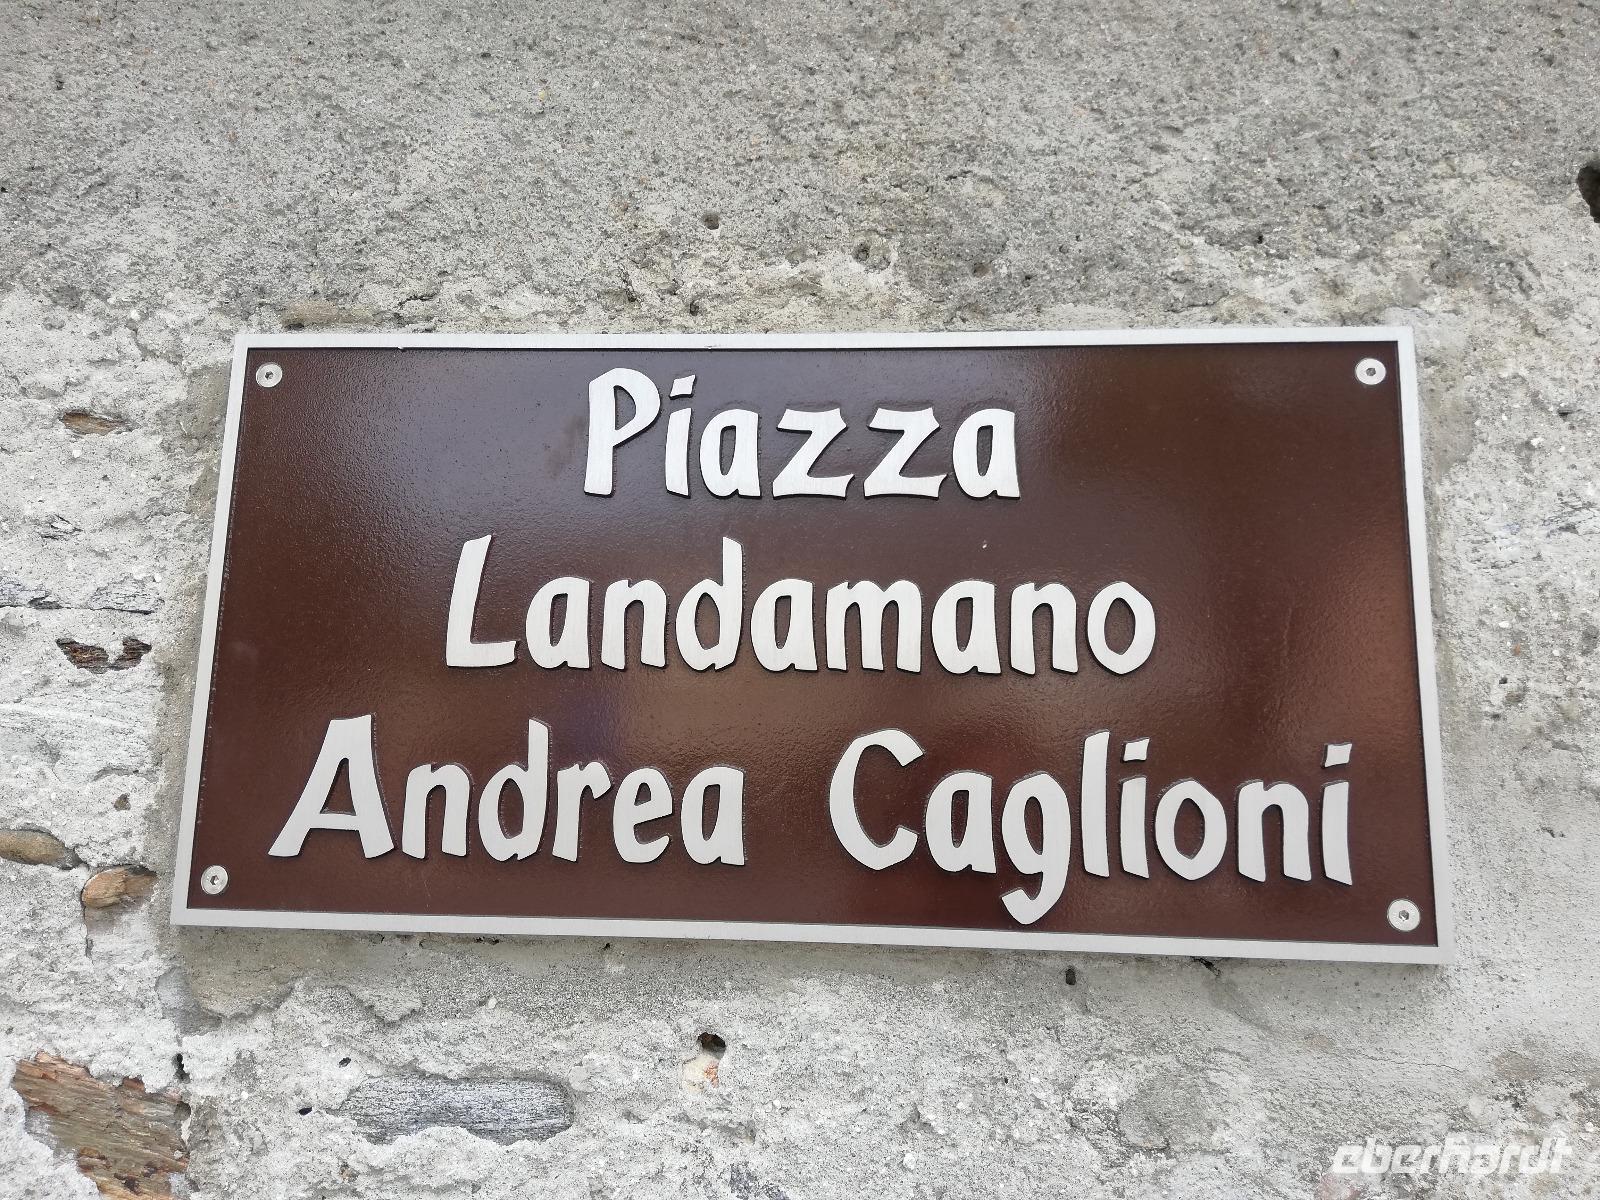 Piazza
Landamano
Andrea Caglioni
eberhardt